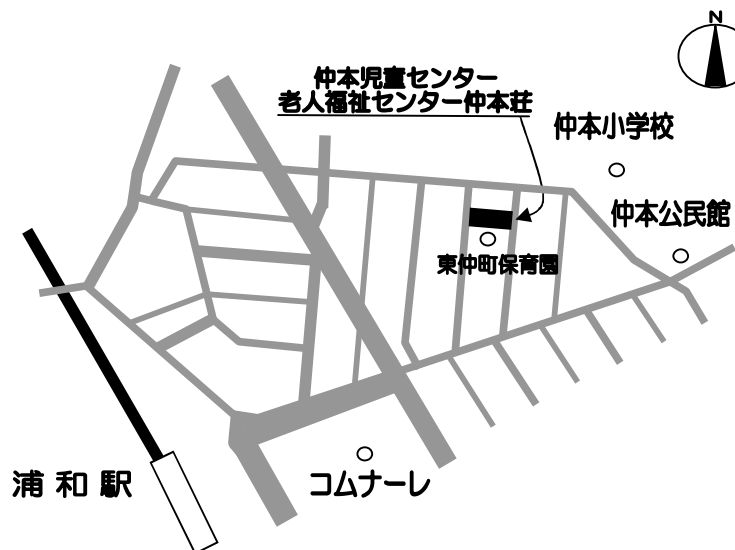 N
仲本児童センター
老人福祉センター仲本荘
仲本小学校
仲本公民館
東仲町保育園
浦和駅
コムナーレ